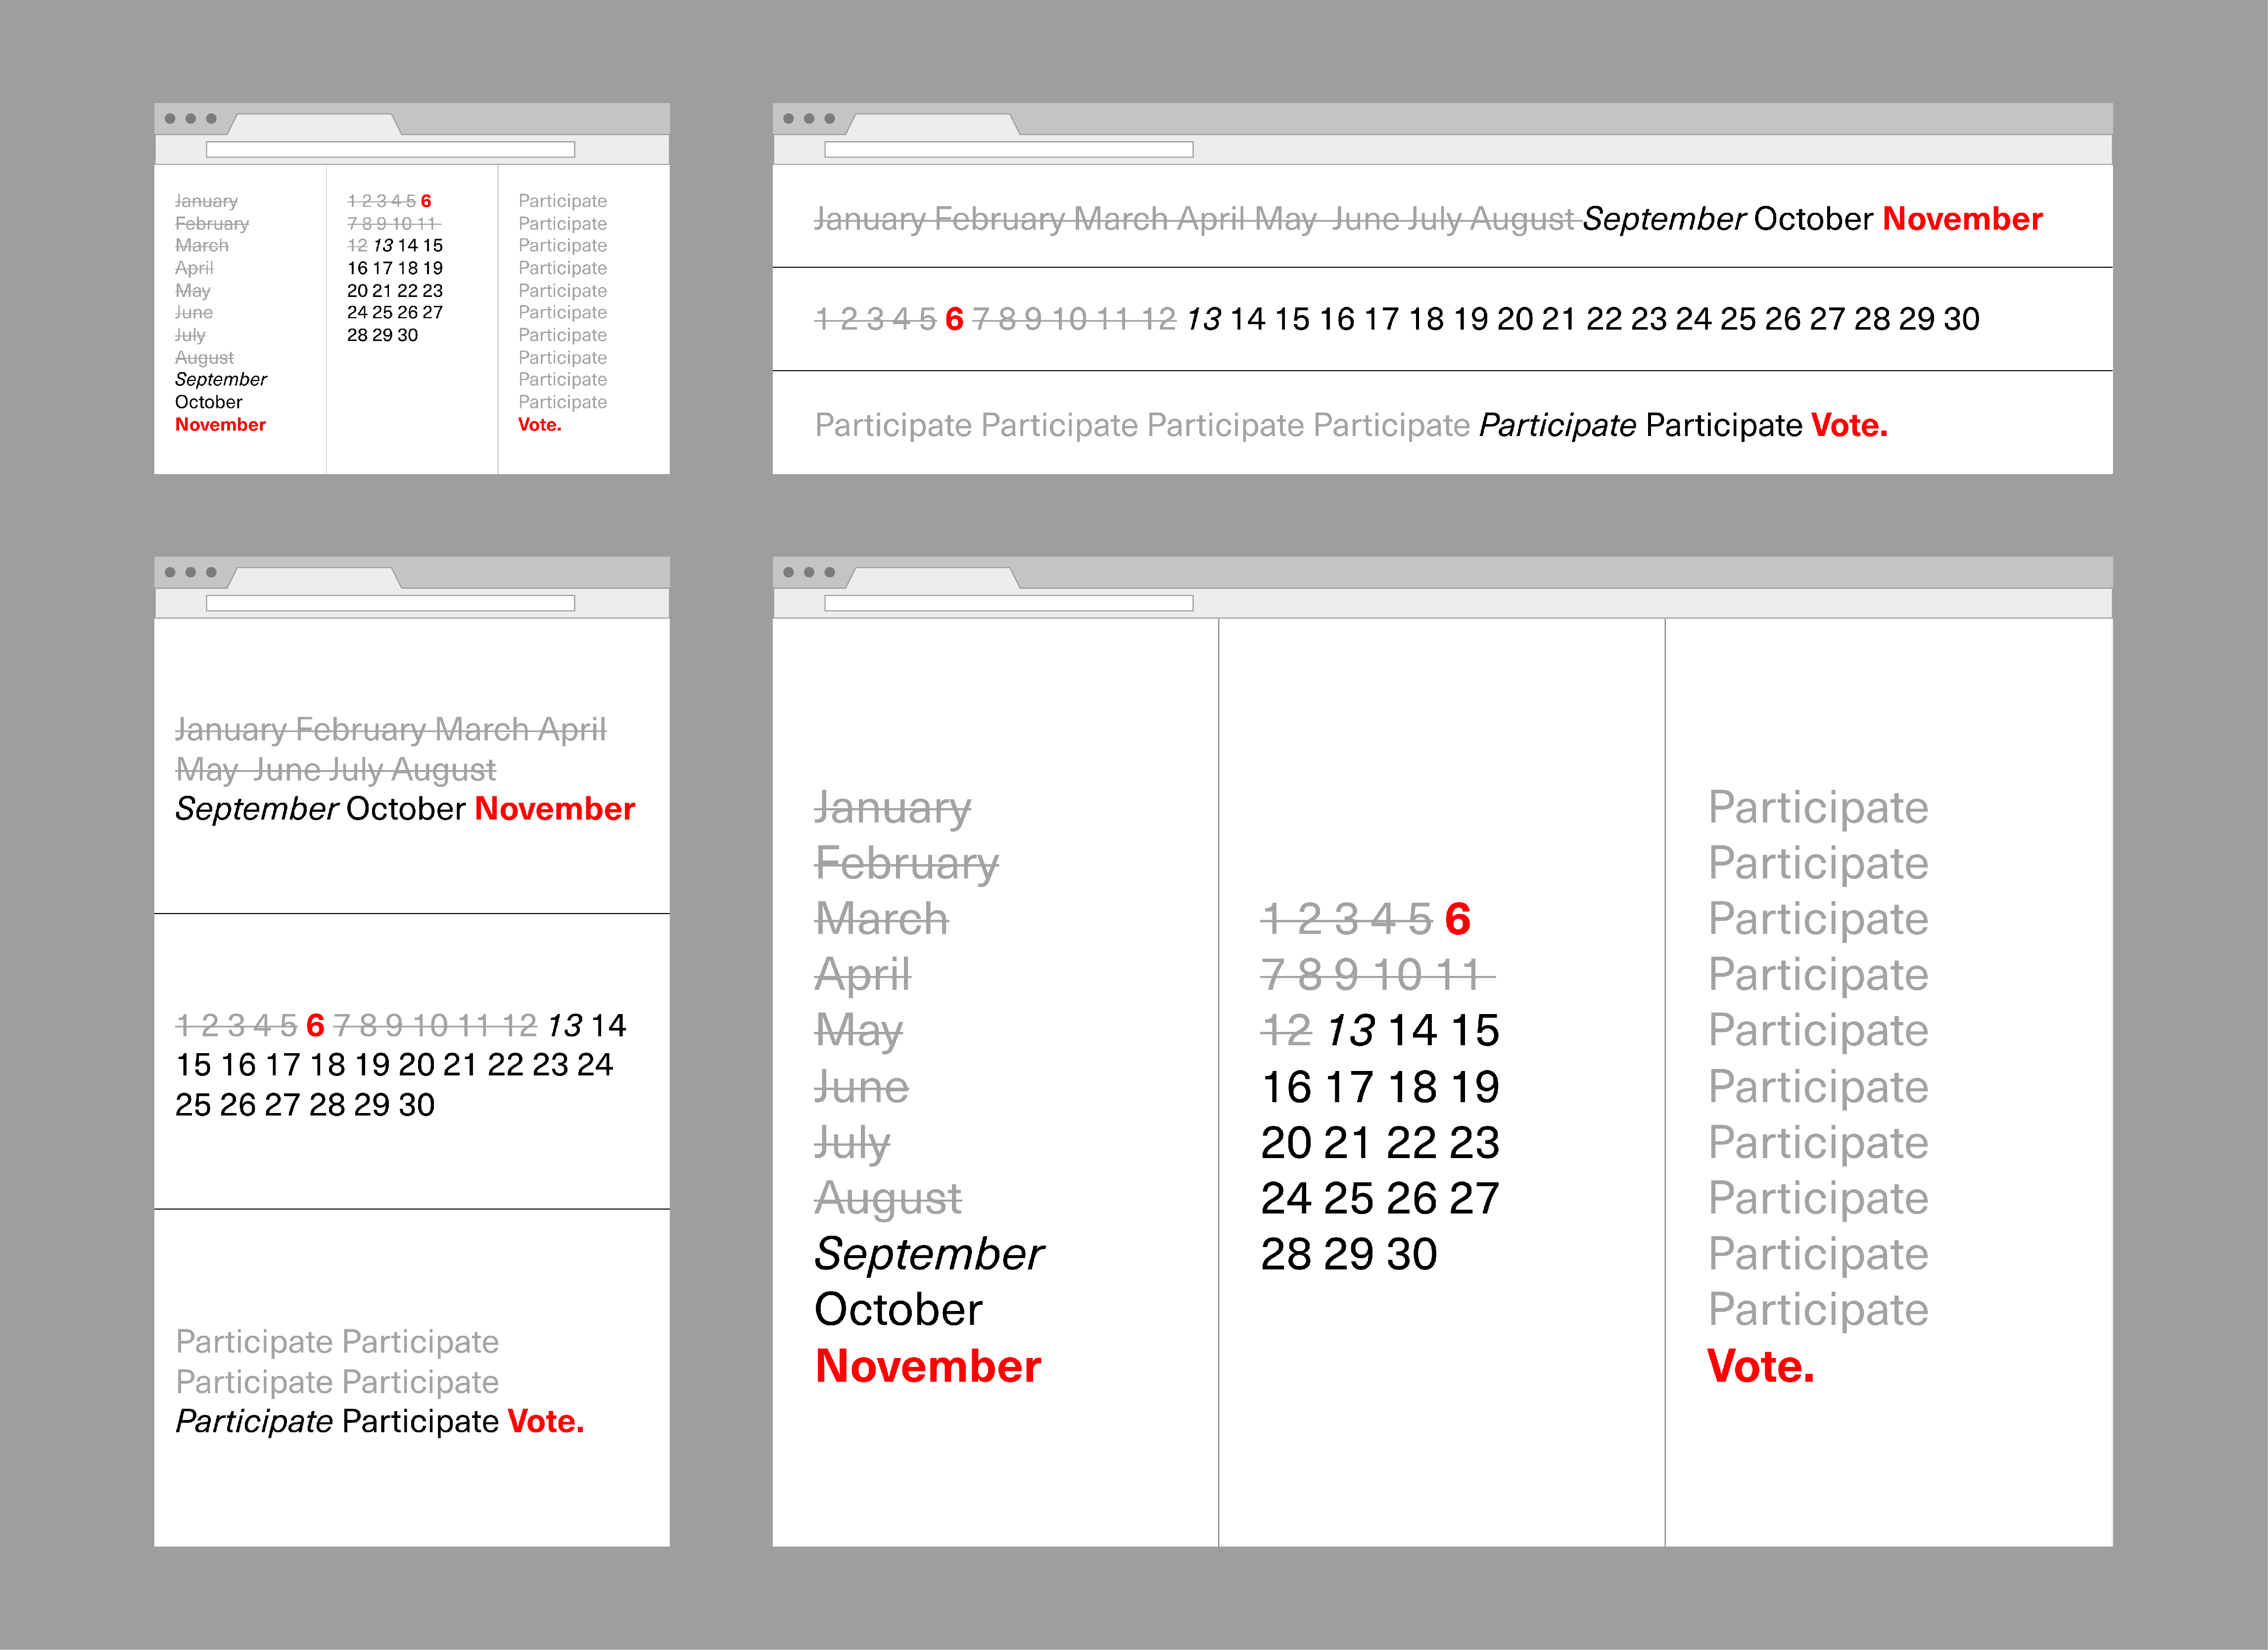 January
February
March
April
May
June
July
August
September
October
November
1 2 3 4 5 6
7 8 9 10 11
12 13 14 15
16 17 18 19
20 21 22 23
24 25 26 27
28 29 30
Participate
Participate
Participate
Participate
Participate
Participate
Participate
Participate
Participate
Participate
Vote.
January February March April May June July August September October November
1 2 3 4 5 6 7 8 9 10 11 12 13 14 15 16 17 18 19 20 21 22 23 24 25 26 27 28 29 30
Participate Participate Participate Participate Participate Participate Vote.
January February March April
May June July August
September October November
1 2 3 4 5 6 7 8 9 10 11 12 13 14
15 16 17 18 19 20 21 22 23 24
25 26 27 28 29 30
Participate Participate
Participate Participate
Participate Participate Vote.
January
February
March
April
May
June
July
August
September
October
November
1 2 3 4 5 6
7 8 9 10 11
12 13 14 15
16 17 18 19
20 21 22 23
24 25 26 27
28 29 30
Participate
Participate
Participate
Participate
Participate
Participate
Participate
Participate
Participate
Participate
Vote.